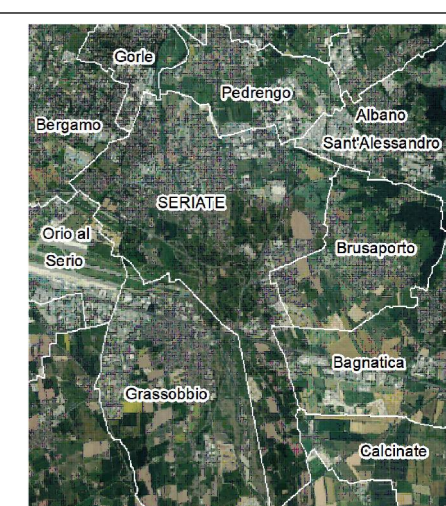 Gorle
Pedrengo
Bergamo
Albano
Sant'Alessandro
SERIATE
Orio al
Serio
Brusaporto
Bagnatica
Grassobbio
Calcinate